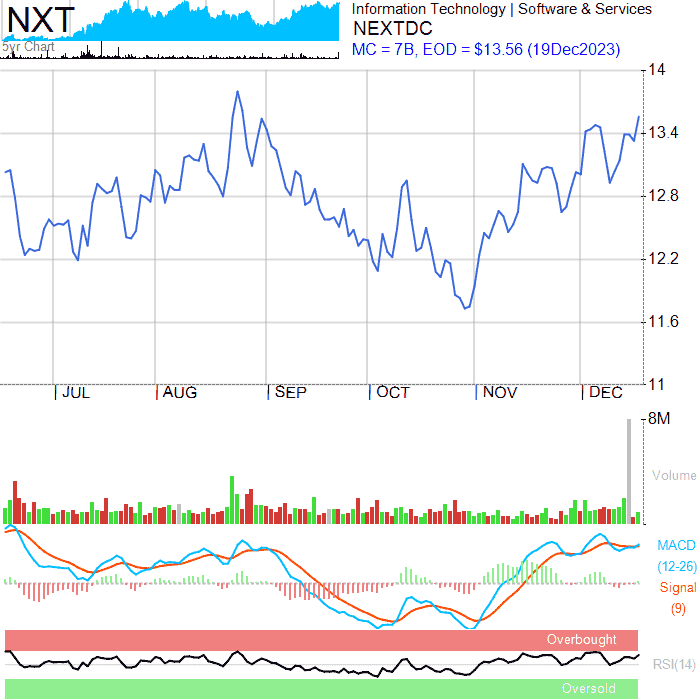 NXT
5yr Chart
Information Technology | Software & Services
NEXTDC
MC = 7B, EOD = $13.56 (19Dec2023)
14
13.4
12.8
12.2
11.6
11
JUL AUG SEP OCT NOV DEC
8M
Volume
MACD
(12-26)
Signal
(9)
Overbought
RSI(14)
Oversold